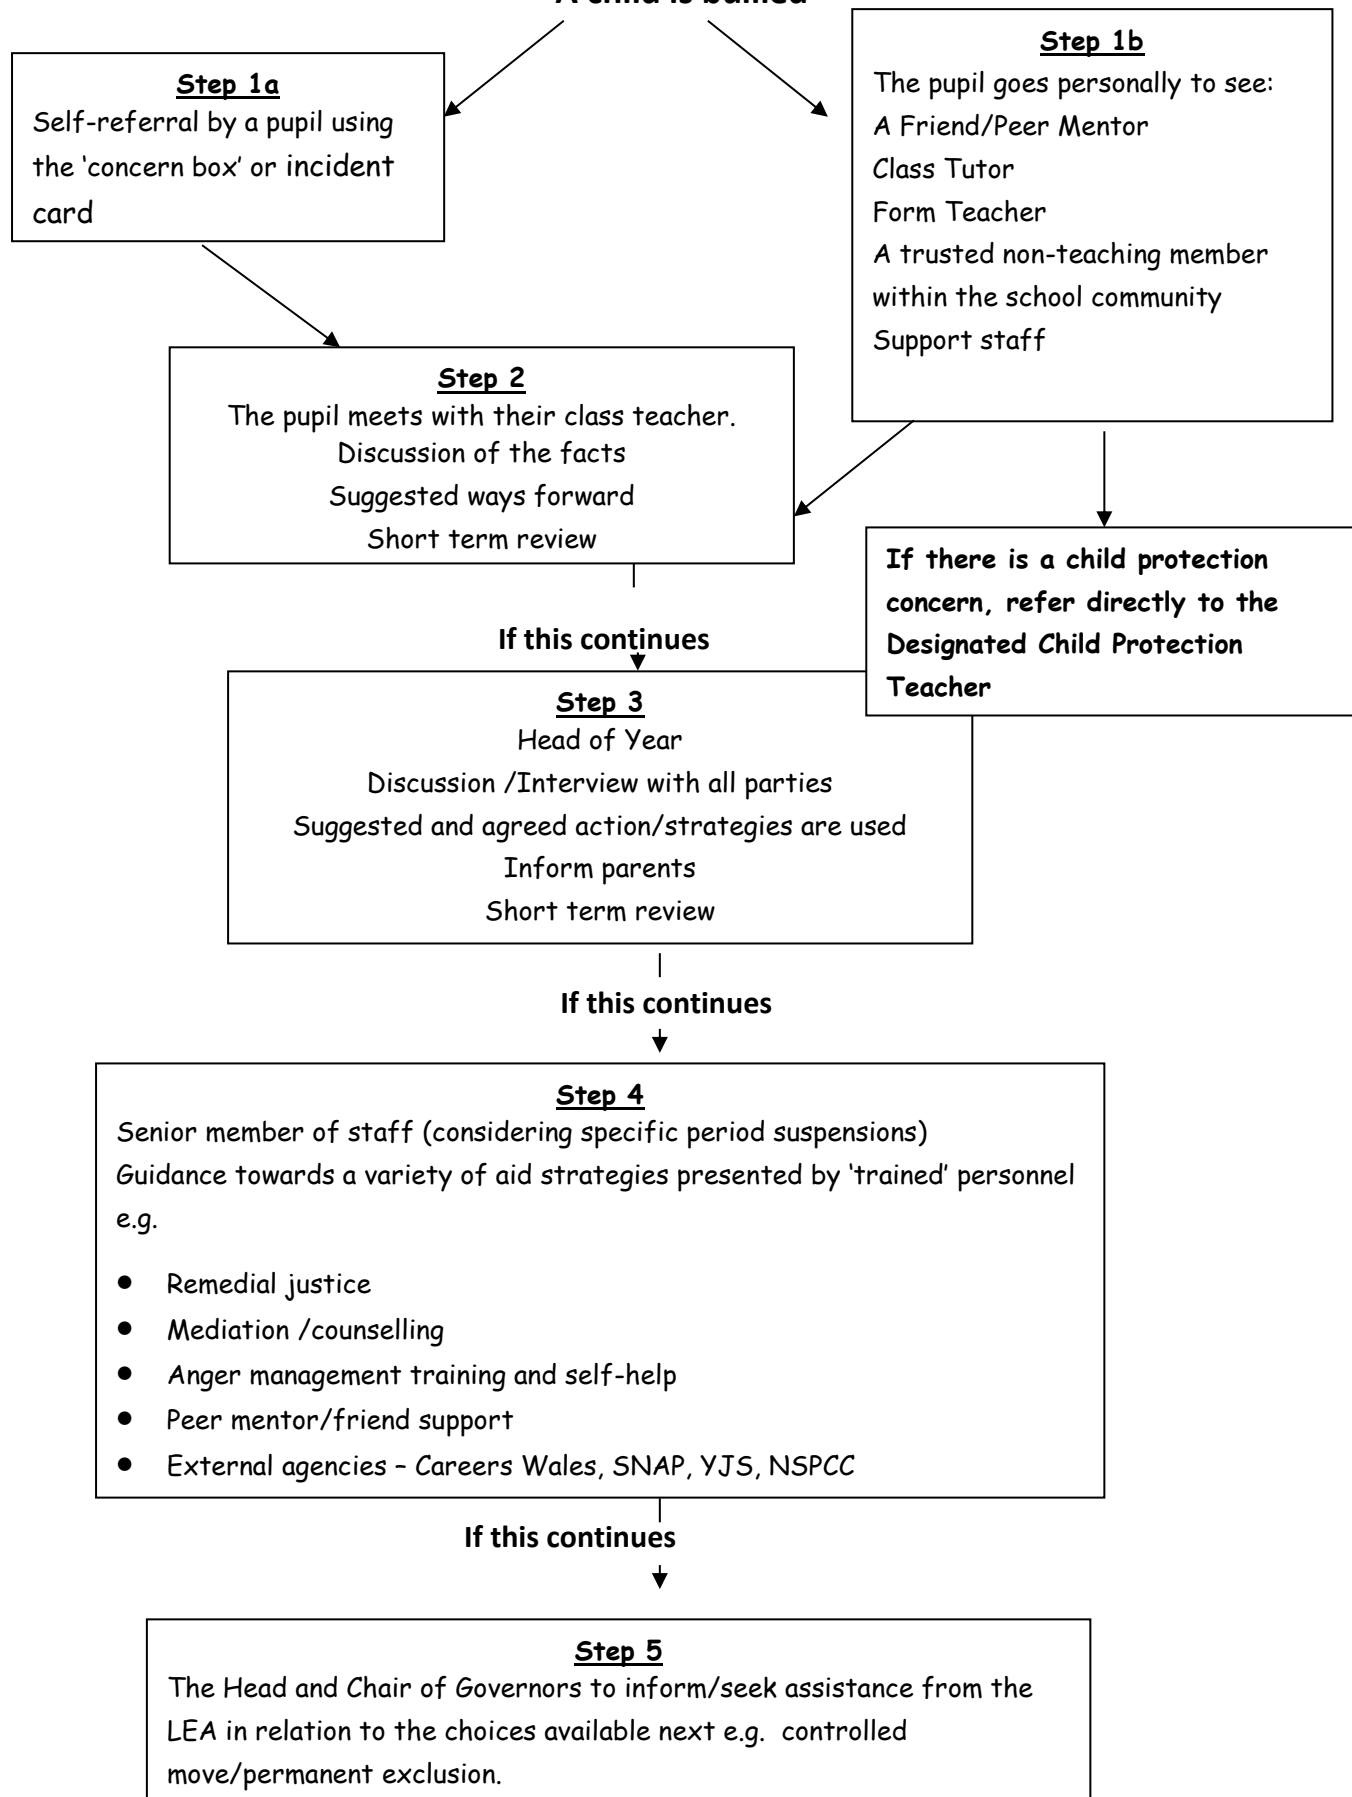 A child is bullied
Step 1a
Self-referral by a pupil using
the ‘concern box’ or incident
card
Step 1b
The pupil goes personally to see:
A Friend/Peer Mentor
Class Tutor
Form Teacher
A trusted non-teaching member
within the school community
Support staff
Step 2
The pupil meets with their class teacher.
Discussion of the facts
Suggested ways forward
Short term review
If there is a child protection
concern, refer directly to the
Designated Child Protection
Teacher
If this continues
Step 3
Head of Year
Discussion /Interview with all parties
Suggested and agreed action/strategies are used
Inform parents
Short term review
If this continues
Step 4
Senior member of staff (considering specific period suspensions)
Guidance towards a variety of aid strategies presented by ‘trained’ personnel
e.g.
● Remedial justice
● Mediation /counselling
● Anger management training and self-help
● Peer mentor/friend support
● External agencies – Careers Wales, SNAP, YJS, NSPCC
If this continues
Step 5
The Head and Chair of Governors to inform/seek assistance from the
LEA in relation to the choices available next e.g. controlled
move/permanent exclusion.